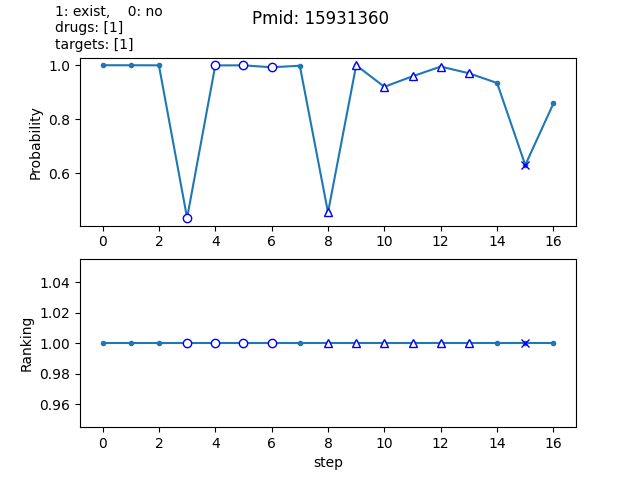 1: exist,    0: no
drugs: [1]
targets: [1]
Pmid: 15931360
1.0
0.8
0.6
Probability
0 2 4 6 8 10 12 14 16
1.04
1.02
1.00
0.98
0.96
Ranking
0 2 4 6 8 10 12 14 16
step